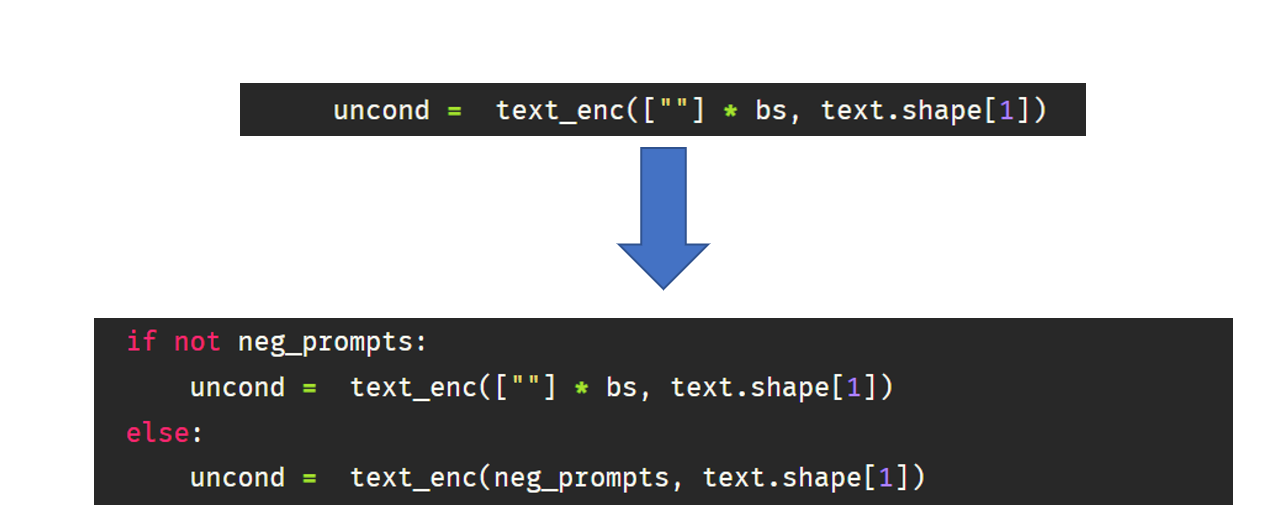 uncond =  text_enc([""] * bs, text.shape[1])
if not neg_prompts:
    uncond =  text_enc([""] * bs, text.shape[1])
else:
    uncond =  text_enc(neg_prompts, text.shape[1])